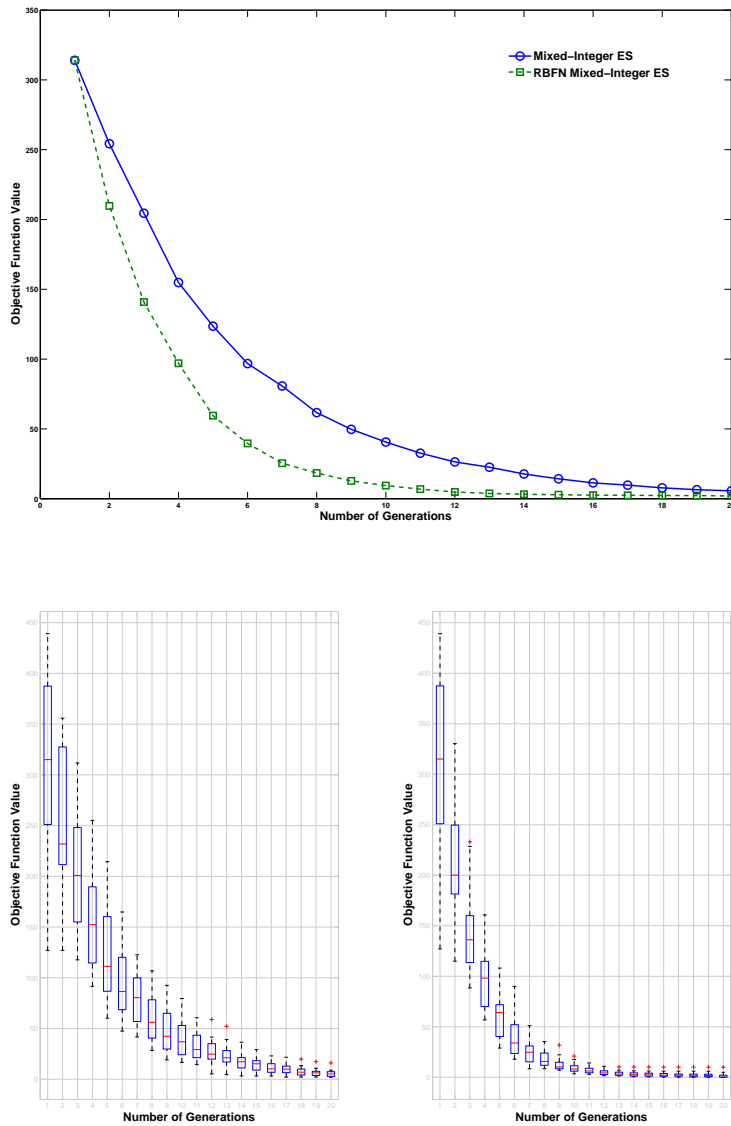 350
300
250
200
150
100
50
0
0 2 4 6 8 10 12 14 16 18 20
Objective Function Value
Number of Generations
Mixed−Integer ES
RBFN Mixed−Integer ES
450
400
350
300
250
200
150
100
50
0
1 2 3 4 5 6 7 8 9 10 11 12 13 14 15 16 17 18 19 20
Objective Function Value
Number of Generations
450
400
350
300
250
200
150
100
50
0
1 2 3 4 5 6 7 8 9 10 11 12 13 14 15 16 17 18 19 20
Objective Function Value
Number of Generations